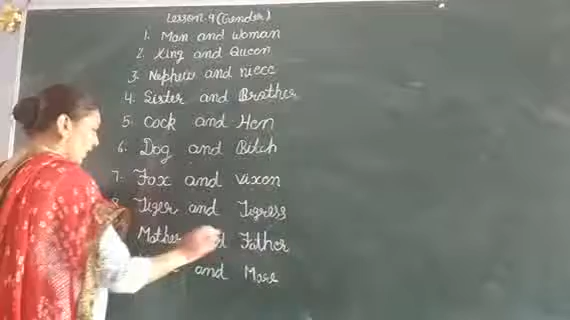 Lesson 9 (Gender)
1. Man and Woman
2. King and Queen
3. Nephew and niece
4. Sister and Brother
5. Cock and Hen
6. Dog and Bitch
7. Fox and Vixen
8. Tiger and Tigress
Mother Father
and Mare